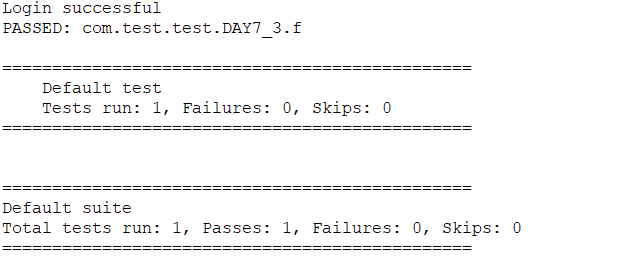 Login successful
PASSED: com.test.test.DAY7_3.f
===============================================
Default test
Tests run: 1, Failures: 0, Skips: 0
===============================================
===============================================
Default suite
Total tests run: 1, Passes: 1, Failures: 0, Skips: 0
===============================================